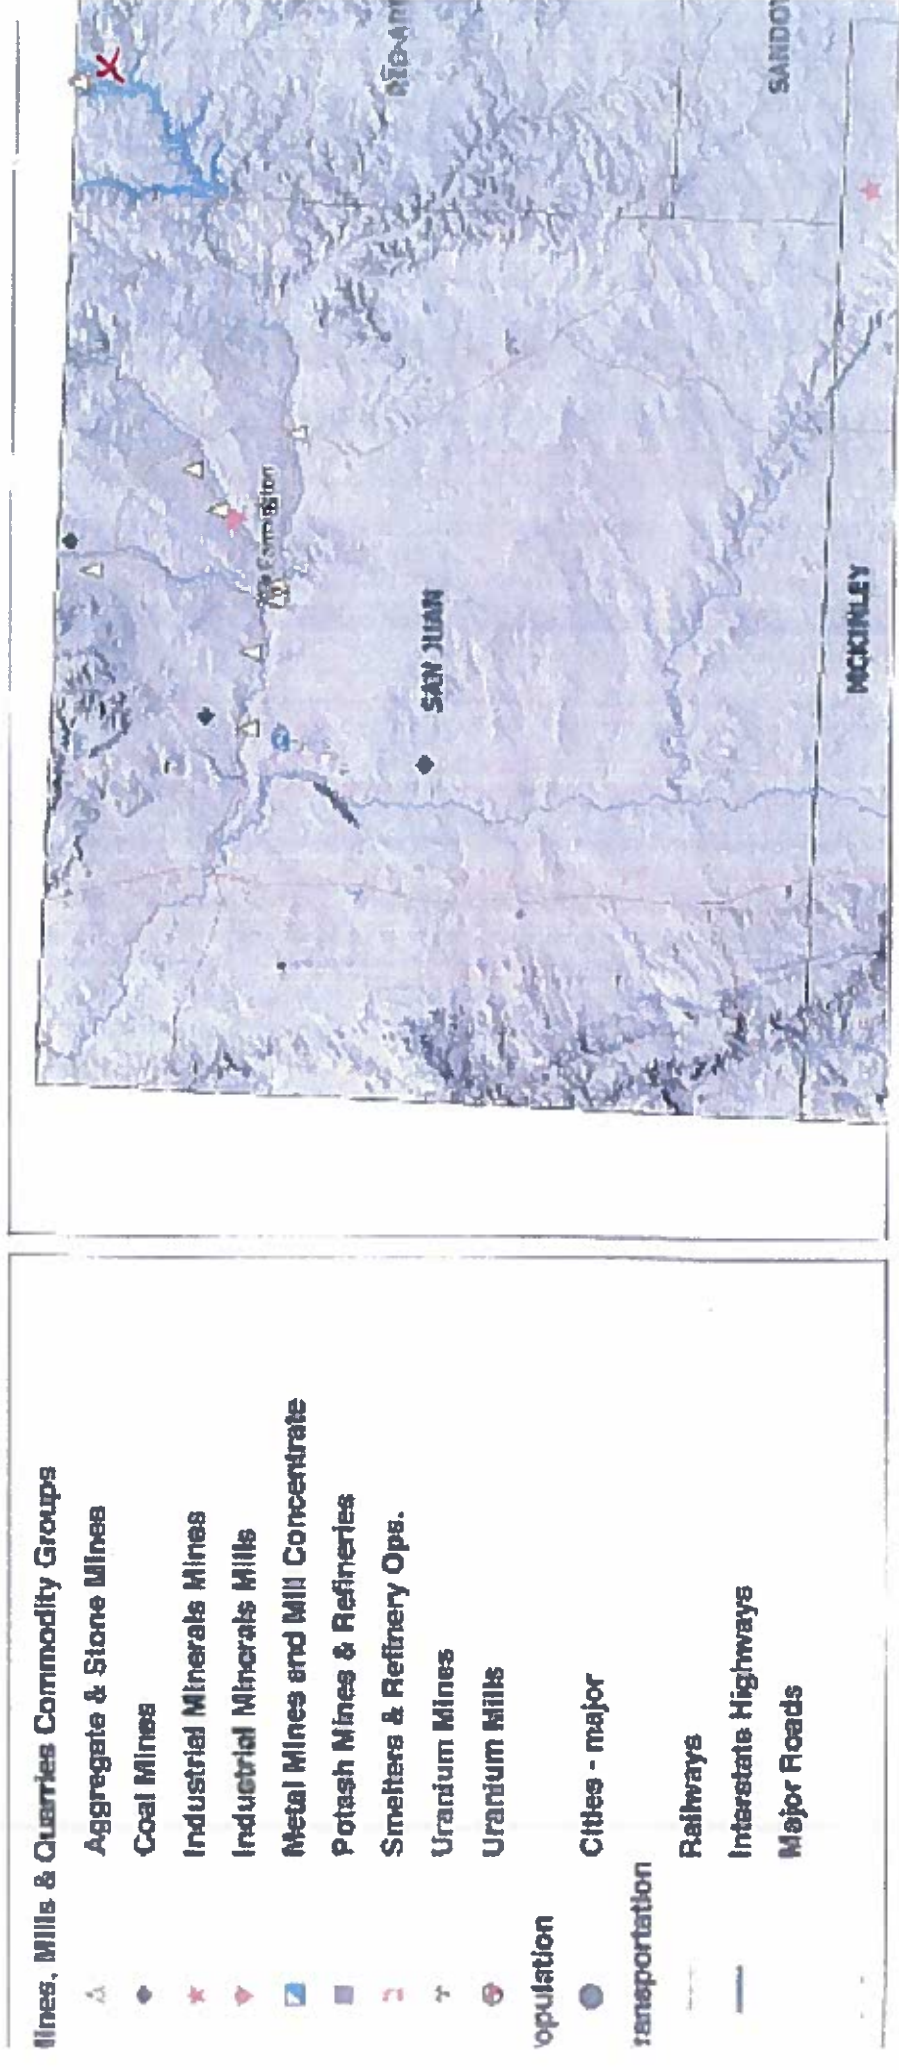 lines, Mills & Quarries Commodity Groups
Aggregate & Stone Mines
Coal Mines
Industrial Minerals Mines
Industrial Minerals Mills
Metal Mines and Mill Concentrate
Potash Mines & Refineries
Smelters & Refinery Ops.
Uranium Mines
Uranium Mills
opulation
Cities - major
ransportation
Railways
Interstate Highways
Major Roads
SAN JUAN
MCKINLEY
SANDOV